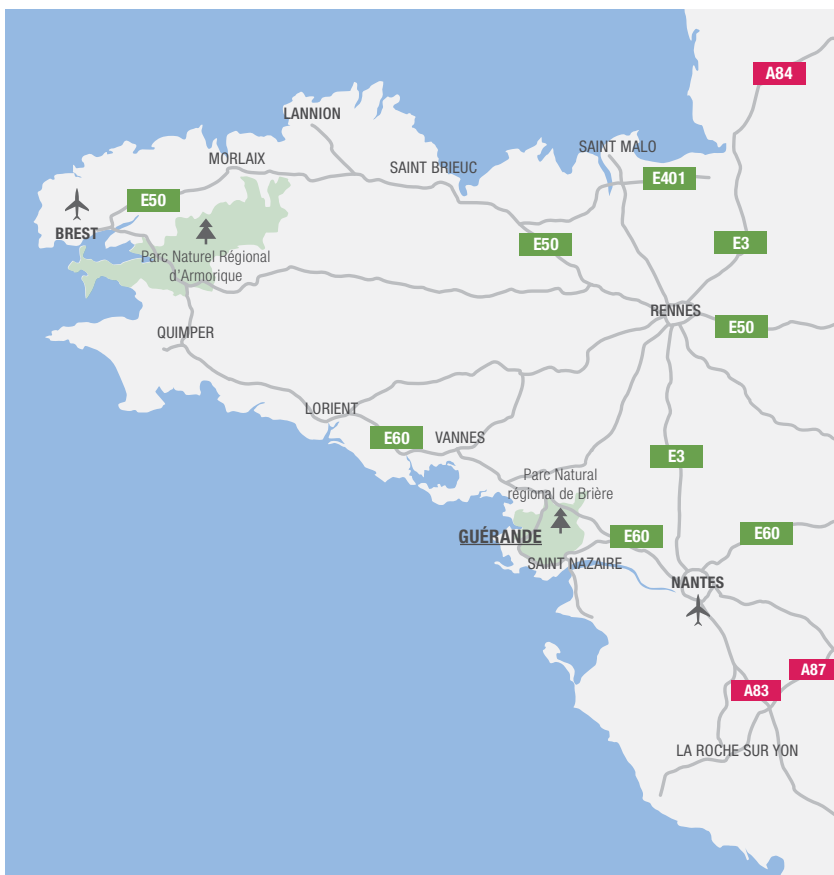 A84
LANNION
SAINT MALO
MORLAIX
SAINT BRIEUC
E401
E50
BREST
E50
E3
Parc Naturel Régional
d'Armorique
RENNES
E50
QUIMPER
LORIENT
E60
VANNES
E3
Parc Natural
régional de Brière
GUÉRANDE
E60
E60
SAINT NAZAIRE
NANTES
A87
A83
LA ROCHE SUR YON